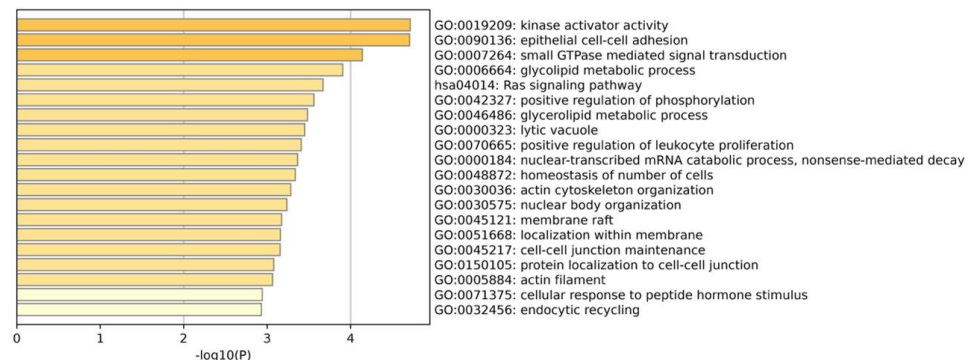 GO:0019209: kinase activator activity
GO:0090136: epithelial cell-cell adhesion
GO:0007264: small GTPase mediated signal transduction
GO:0006664: glycolipid metabolic process
hsa04014: Ras signaling pathway
GO:0042327: positive regulation of phosphorylation
GO:0046486: glycerolipid metabolic process
GO:0000323: lytic vacuole
GO:0070665: positive regulation of leukocyte proliferation
GO:0000184: nuclear-transcribed mRNA catabolic process, nonsense-mediated decay
GO:0048872: homeostasis of number of cells
GO:0030036: actin cytoskeleton organization
GO:0030575: nuclear body organization
GO:0045121: membrane raft
GO:0051668: localization within membrane
GO:0045217: cell-cell junction maintenance
GO:0150105: protein localization to cell-cell junction
GO:0005884: actin filament
GO:0071375: cellular response to peptide hormone stimulus
GO:0032456: endocytic recycling
0 1 2 3 4
-log10(P)